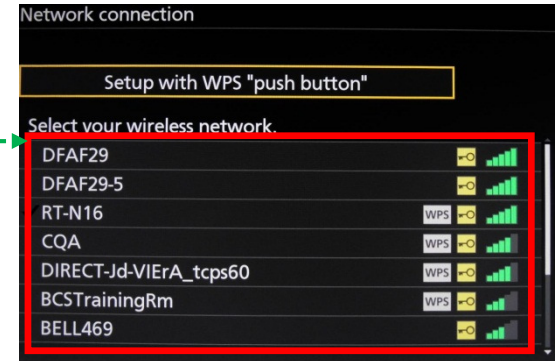 Network connection
Setup with WPS "push button"
Select your wireless network.
DFAF29
DFAF29-5
RT-N16 WPS
CQA WPS
DIRECT-Jd-VIErA_tcps60 WPS
BCSTrainingRm WPS
BELL469